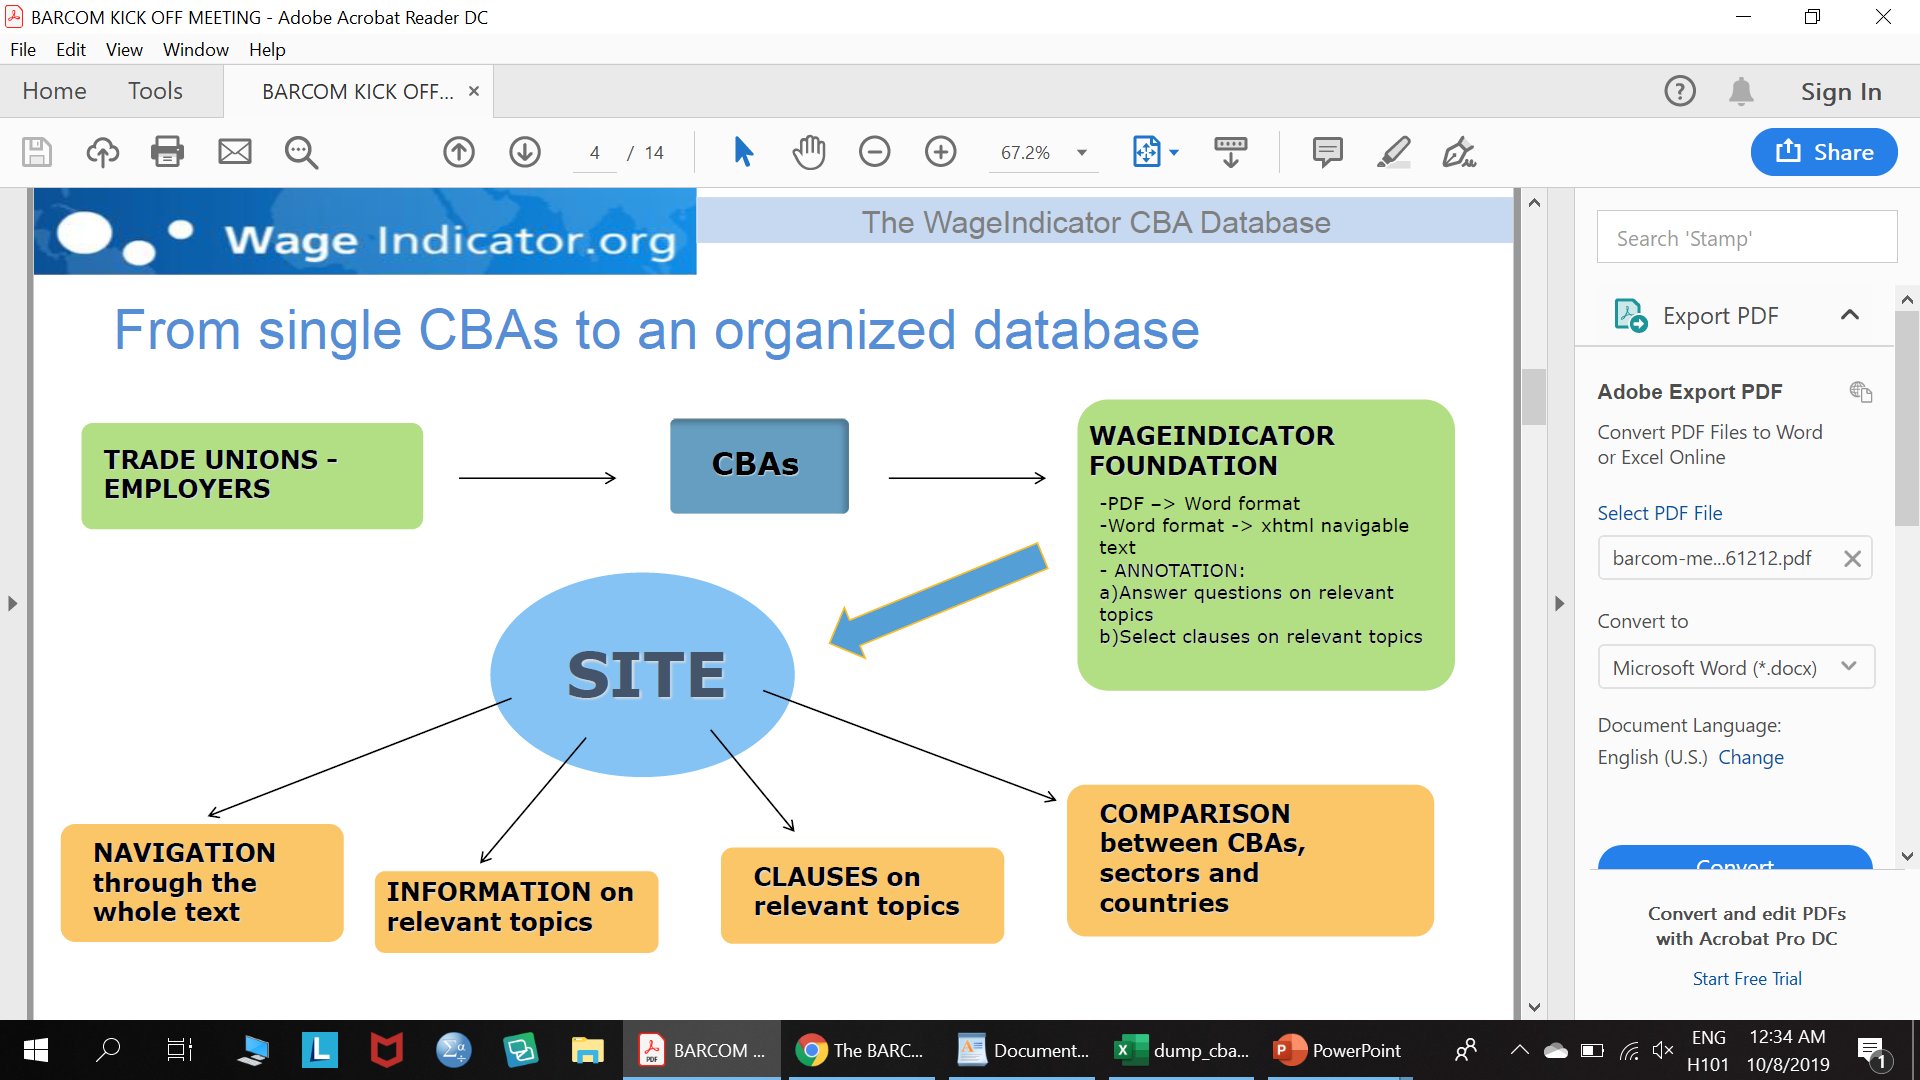 BARCOM KICK OFF MEETING - Adobe Acrobat Reader DC
File Edit View Window Help
Home Tools BARCOM KICK OFF... ×
Sign In
4 / 14
67.2%
Share
Wage Indicator.org
The WageIndicator CBA Database
From single CBAs to an organized database
TRADE UNIONS -
EMPLOYERS
CBAs
WAGEINDICATOR
FOUNDATION
-PDF –> Word format
-Word format -> xhtml navigable
text
- ANNOTATION:
a)Answer questions on relevant
topics
b)Select clauses on relevant topics
SITE
NAVIGATION
through the
whole text
INFORMATION on
relevant topics
CLAUSES on
relevant topics
COMPARISON
between CBAs,
sectors and
countries
Search 'Stamp'
Export PDF
Adobe Export PDF
Convert PDF Files to Word
or Excel Online
Select PDF File
barcom-me...61212.pdf
Convert to
Microsoft Word (*.docx)
Document Language:
English (U.S.) Change
Convert
Convert and edit PDFs
with Acrobat Pro DC
Start Free Trial
BARCOM ...
The BARC...
Document...
dump_cba...
PowerPoint
ENG
H101
12:34 AM
10/8/2019
1